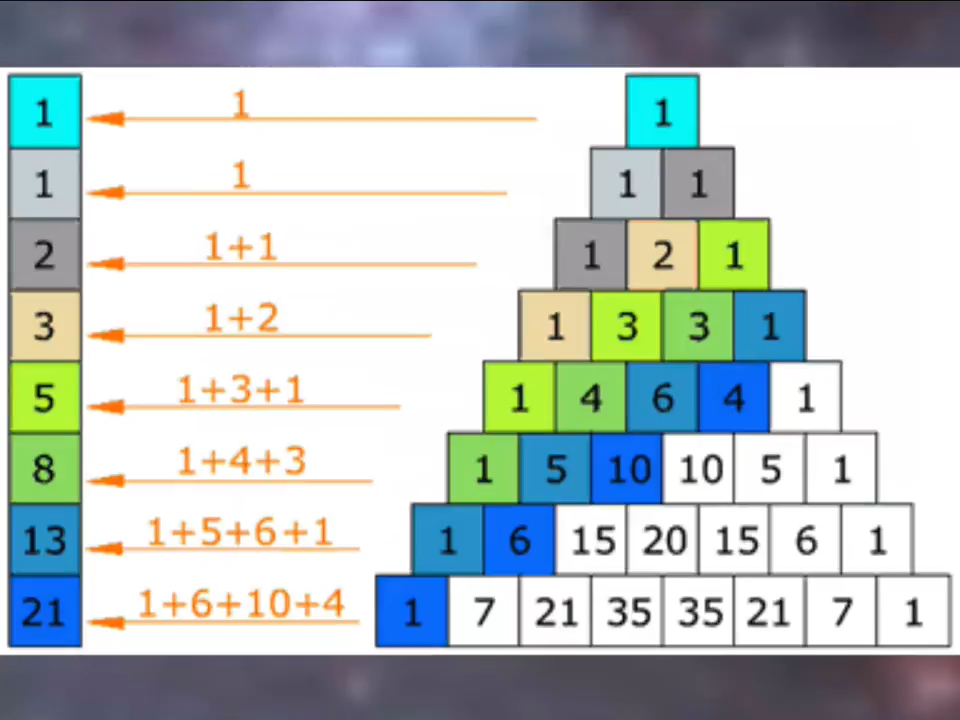 1 1 1
1 1 1 1
2 1+1 1 2 1
3 1+2 1 3 3 1
5 1+3+1 1 4 6 4 1
8 1+4+3 1 5 10 10 5 1
13 1+5+6+1 1 6 15 20 15 6 1
21 1+6+10+4 1 7 21 35 35 21 7 1